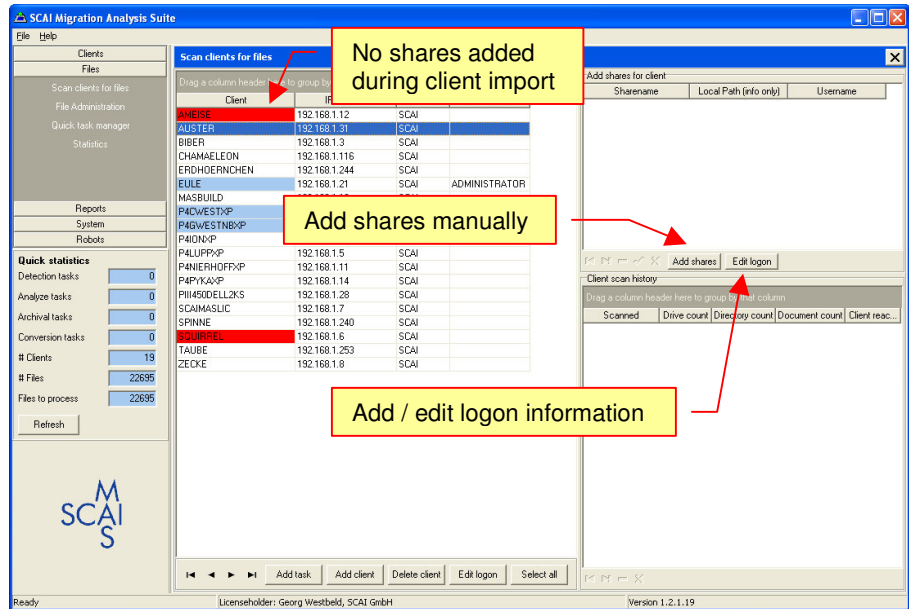 SCAI Migration Analysis Suite
File Help
Clients
Files
Scan clients for files
File Administration
Quick task manager
Statistics
Reports
System
Robots
Quick statistics
Detection tasks 0
Analyze tasks 0
Archival tasks 0
Conversion tasks 0
# Clients 19
# Files 22695
Files to process 22695
Refresh
M
SCAI
S
Scan clients for files
No shares added
during client import
Drag a column header here to group by
Client
AMEISE 192.168.1.12 SCAI
AUSTER 192.168.1.31 SCAI
BIBER 192.168.1.3 SCAI
CHAMAELEON 192.168.1.116 SCAI
ERDHOERNCHEN 192.168.1.244 SCAI
EULE 192.168.1.21 SCAI ADMINISTRATOR
MASBUILD
P4CWESTXP
P4GWESTNBXP
P4IONXP
P4LUPPXP 192.168.1.5 SCAI
P4NIERHOFFXP 192.168.1.11 SCAI
P4PYKAXP 192.168.1.14 SCAI
PIII450DELL2KS 192.168.1.28 SCAI
SCAIMASLIC 192.168.1.7 SCAI
SPINNE 192.168.1.240 SCAI
SQUIRREL 192.168.1.6 SCAI
TAUBE 192.168.1.253 SCAI
ZECKE 192.168.1.8 SCAI
Add shares manually
Add / edit logon information
Add task Add client Delete client Edit logon Select all
Add shares for client
Sharename Local Path (info only) Username
Add shares Edit logon
Client scan history
Drag a column header here to group by that column
Scanned Drive count Directory count Document count Client reac...
Ready Licenseholder: Georg Westbeld, SCAI GmbH Version 1.2.1.19